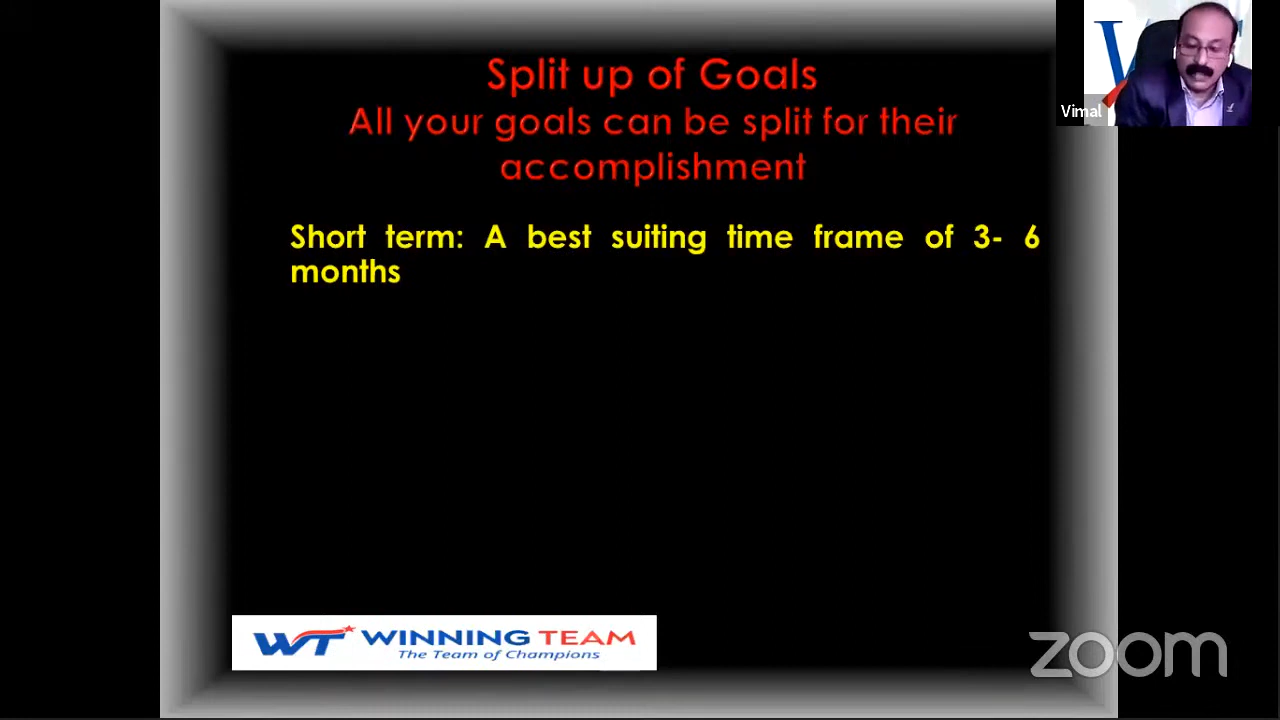 Split up of Goals
All your goals can be split for their
accomplishment
Short term: A best suiting time frame of 3- 6
months
WT WINNING TEAM
The Team of Champions
Vimal
zoom